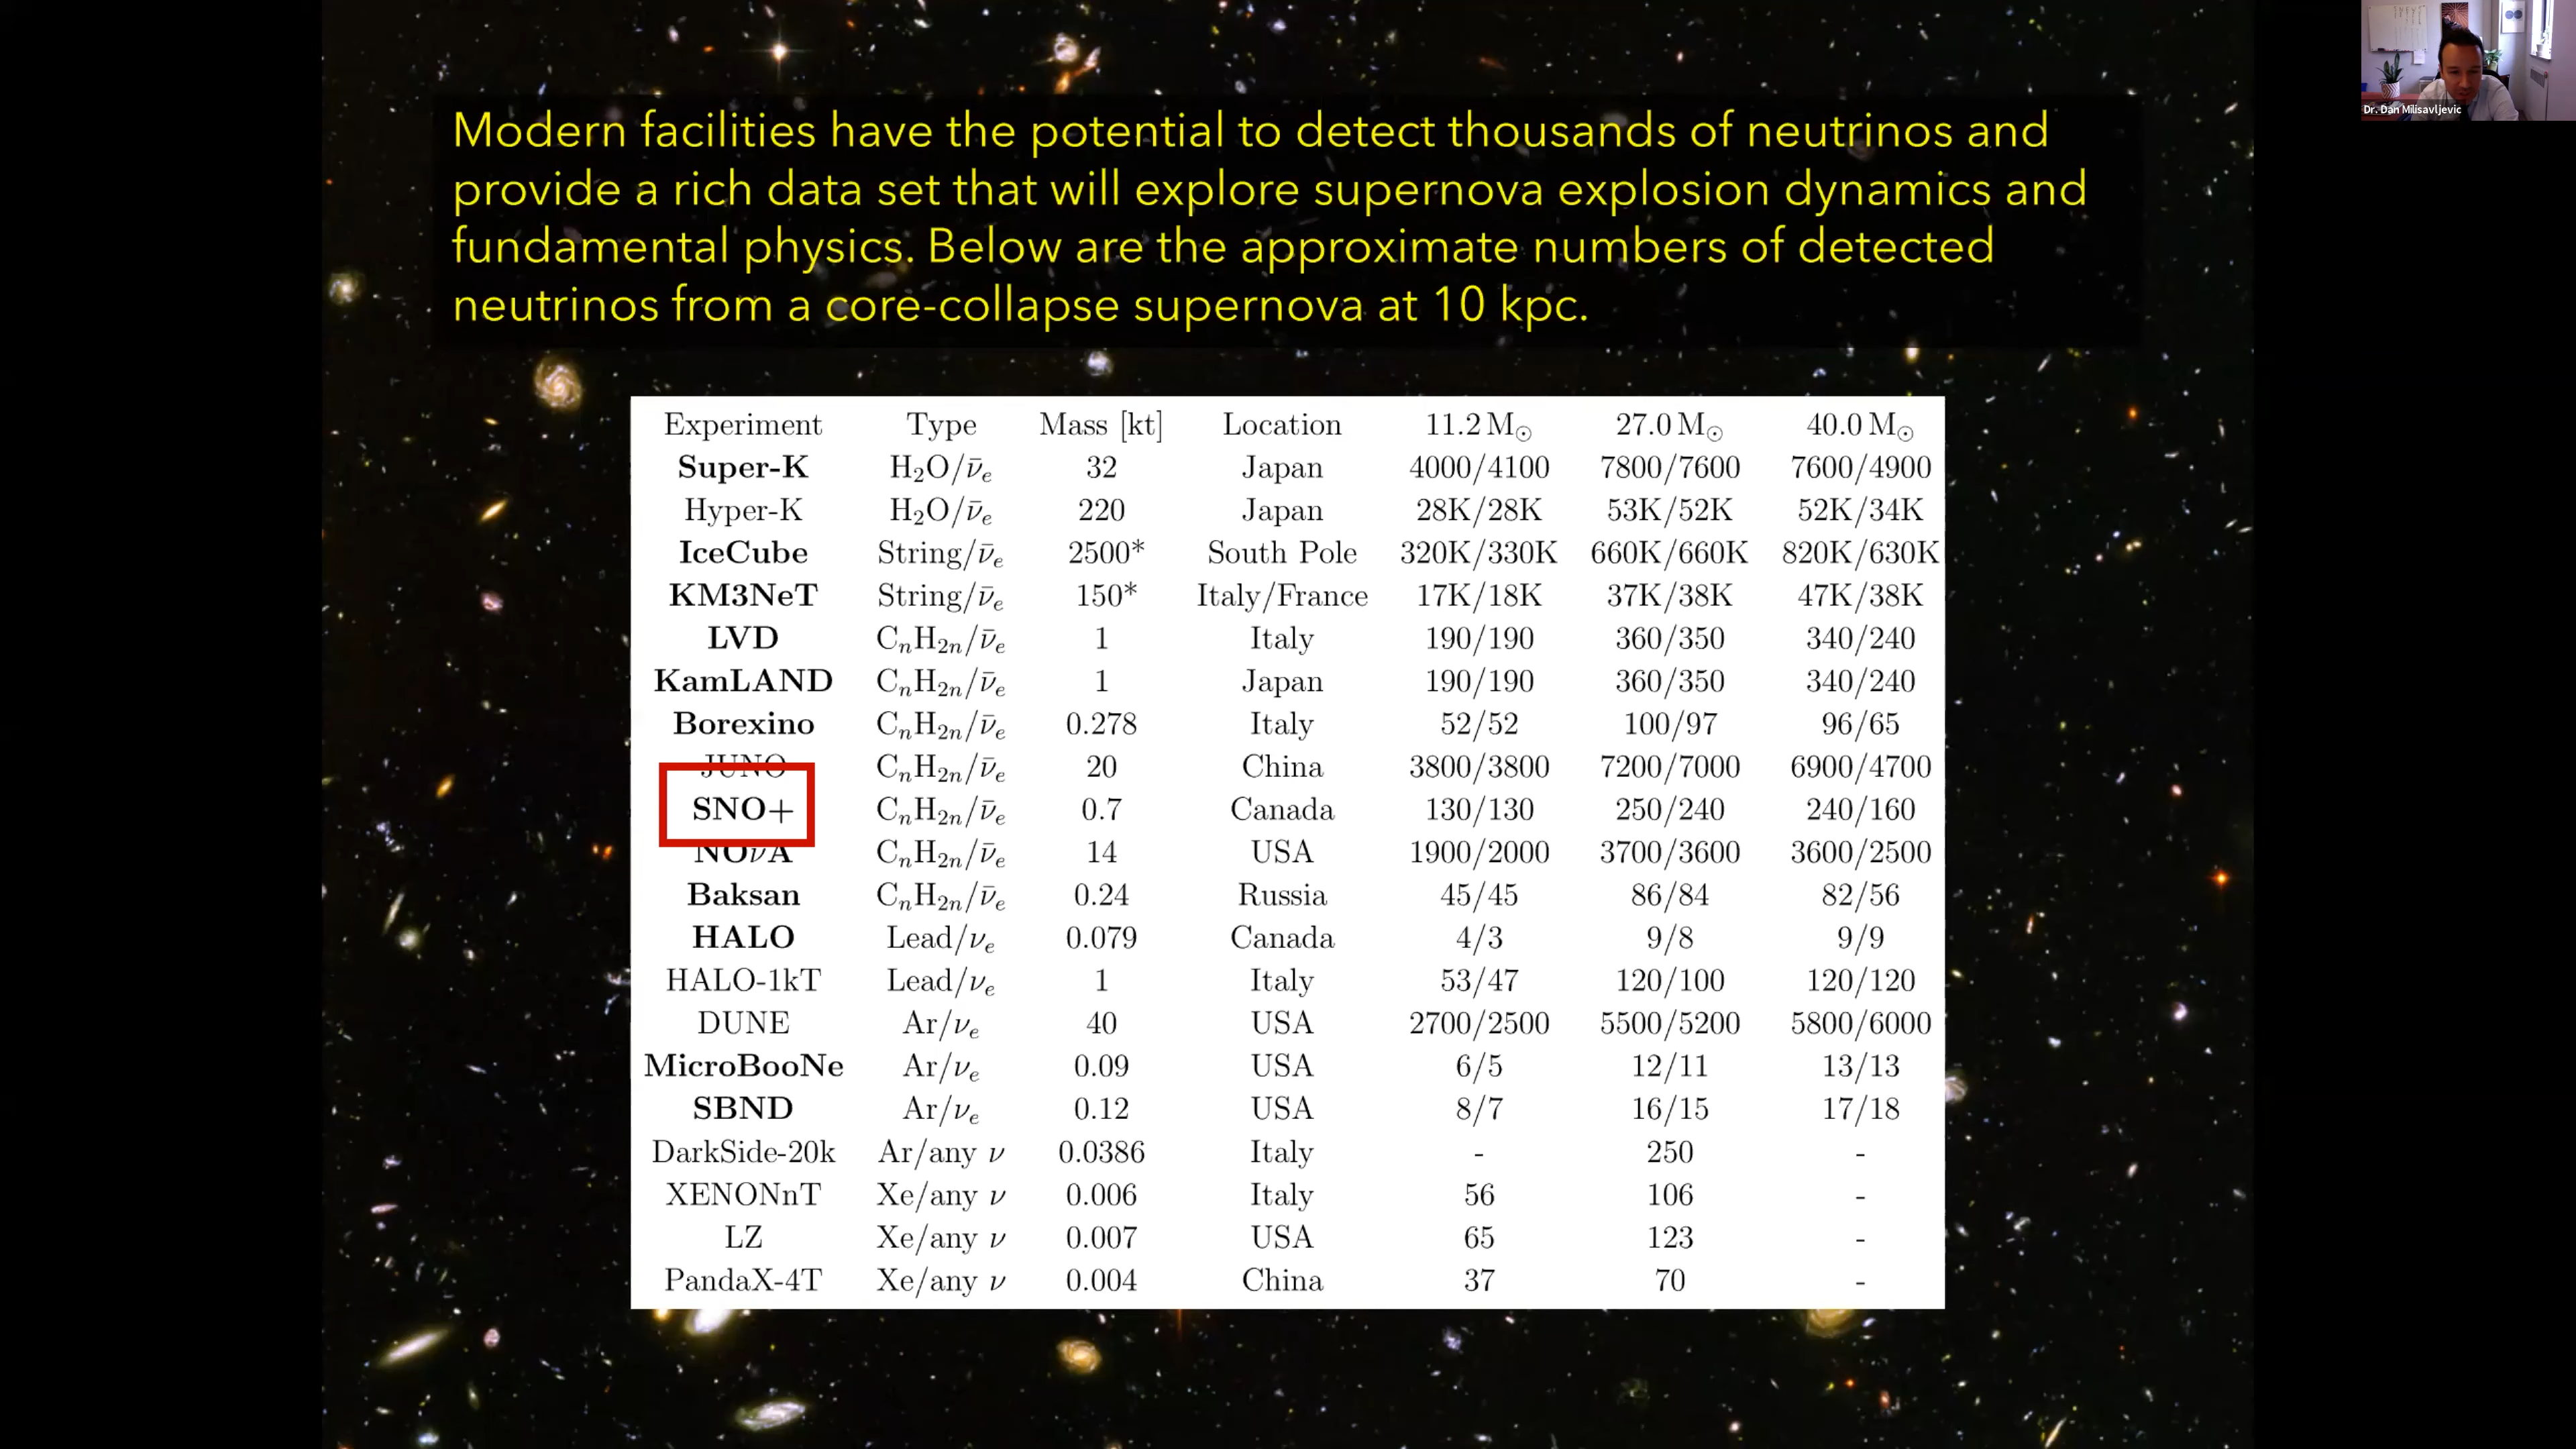 Dr. Dan Milisavljevic
Modern facilities have the potential to detect thousands of neutrinos and
provide a rich data set that will explore supernova explosion dynamics and
fundamental physics. Below are the approximate numbers of detected
neutrinos from a core-collapse supernova at 10 kpc.
Experiment Type Mass [kt] Location 11.2 M☉ 27.0 M☉ 40.0 M☉
Super-K H₂O/ν̄ₑ 32 Japan 4000/4100 7800/7600 7600/4900
Hyper-K H₂O/ν̄ₑ 220 Japan 28K/28K 53K/52K 52K/34K
IceCube String/ν̄ₑ 2500* South Pole 320K/330K 660K/660K 820K/630K
KM3NeT String/ν̄ₑ 150* Italy/France 17K/18K 37K/38K 47K/38K
LVD CₙH₂ₙ/ν̄ₑ 1 Italy 190/190 360/350 340/240
KamLAND CₙH₂ₙ/ν̄ₑ 1 Japan 190/190 360/350 340/240
Borexino CₙH₂ₙ/ν̄ₑ 0.278 Italy 52/52 100/97 96/65
JUNO CₙH₂ₙ/ν̄ₑ 20 China 3800/3800 7200/7000 6900/4700
SNO+ CₙH₂ₙ/ν̄ₑ 0.7 Canada 130/130 250/240 240/160
NOνA CₙH₂ₙ/ν̄ₑ 14 USA 1900/2000 3700/3600 3600/2500
Baksan CₙH₂ₙ/ν̄ₑ 0.24 Russia 45/45 86/84 82/56
HALO Lead/νₑ 0.079 Canada 4/3 9/8 9/9
HALO-1kT Lead/νₑ 1 Italy 53/47 120/100 120/120
DUNE Ar/νₑ 40 USA 2700/2500 5500/5200 5800/6000
MicroBooNe Ar/νₑ 0.09 USA 6/5 12/11 13/13
SBND Ar/νₑ 0.12 USA 8/7 16/15 17/18
DarkSide-20k Ar/any ν 0.0386 Italy - 250 -
XENONnT Xe/any ν 0.006 Italy 56 106 -
LZ Xe/any ν 0.007 USA 65 123 -
PandaX-4T Xe/any ν 0.004 China 37 70 -